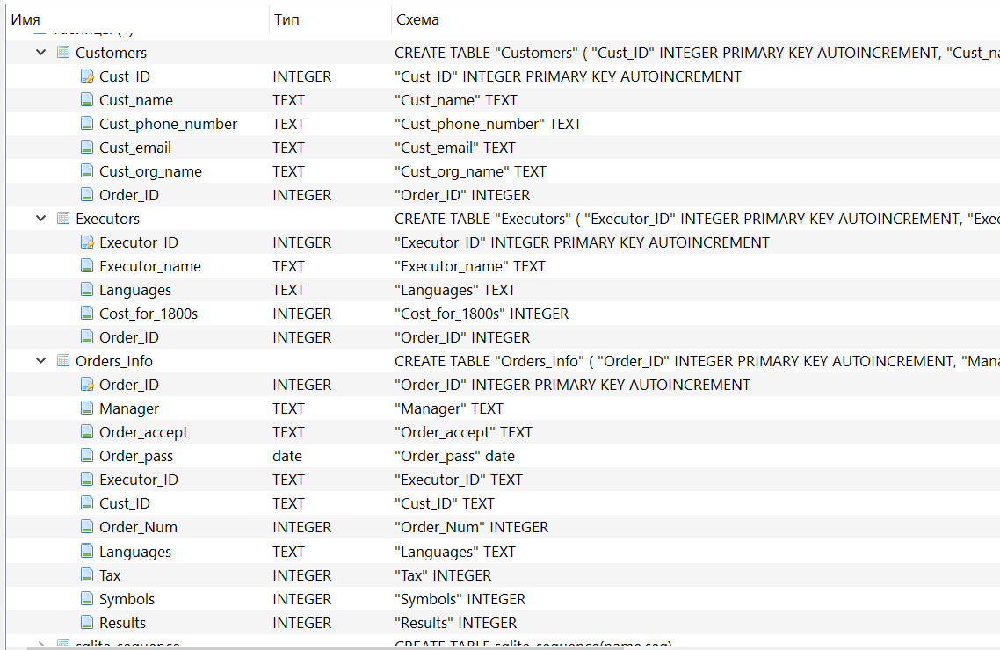 Имя Тип Схема
Customers CREATE TABLE "Customers" ( "Cust_ID" INTEGER PRIMARY KEY AUTOINCREMENT, "Cust_na
Cust_ID INTEGER "Cust_ID" INTEGER PRIMARY KEY AUTOINCREMENT
Cust_name TEXT "Cust_name" TEXT
Cust_phone_number TEXT "Cust_phone_number" TEXT
Cust_email TEXT "Cust_email" TEXT
Cust_org_name TEXT "Cust_org_name" TEXT
Order_ID INTEGER "Order_ID" INTEGER
Executors CREATE TABLE "Executors" ( "Executor_ID" INTEGER PRIMARY KEY AUTOINCREMENT, "Exec
Executor_ID INTEGER "Executor_ID" INTEGER PRIMARY KEY AUTOINCREMENT
Executor_name TEXT "Executor_name" TEXT
Languages TEXT "Languages" TEXT
Cost_for_1800s INTEGER "Cost_for_1800s" INTEGER
Order_ID INTEGER "Order_ID" INTEGER
Orders_Info CREATE TABLE "Orders_Info" ( "Order_ID" INTEGER PRIMARY KEY AUTOINCREMENT, "Mana
Order_ID INTEGER "Order_ID" INTEGER PRIMARY KEY AUTOINCREMENT
Manager TEXT "Manager" TEXT
Order_accept TEXT "Order_accept" TEXT
Order_pass date "Order_pass" date
Executor_ID TEXT "Executor_ID" TEXT
Cust_ID TEXT "Cust_ID" TEXT
Order_Num INTEGER "Order_Num" INTEGER
Languages TEXT "Languages" TEXT
Tax INTEGER "Tax" INTEGER
Symbols INTEGER "Symbols" INTEGER
Results INTEGER "Results" INTEGER
sqlite_sequence CREATE TABLE sqlite_sequence(name,seq)